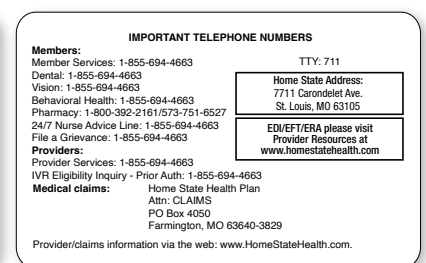 IMPORTANT TELEPHONE NUMBERS
Members:
Member Services: 1-855-694-4663
TTY: 711
Dental: 1-855-694-4663
Vision: 1-855-694-4663
Behavioral Health: 1-855-694-4663
Pharmacy: 1-800-392-2161/573-751-6527
24/7 Nurse Advice Line: 1-855-694-4663
File a Grievance: 1-855-694-4663
Home State Address:
7711 Carondelet Ave.
St. Louis, MO 63105
EDI/EFT/ERA please visit
Provider Resources at
www.homestatehealth.com
Providers:
Provider Services: 1-855-694-4663
IVR Eligibility Inquiry - Prior Auth: 1-855-694-4663
Medical claims: Home State Health Plan
Attn: CLAIMS
PO Box 4050
Farmington, MO 63640-3829
Provider/claims information via the web: www.HomeStateHealth.com.